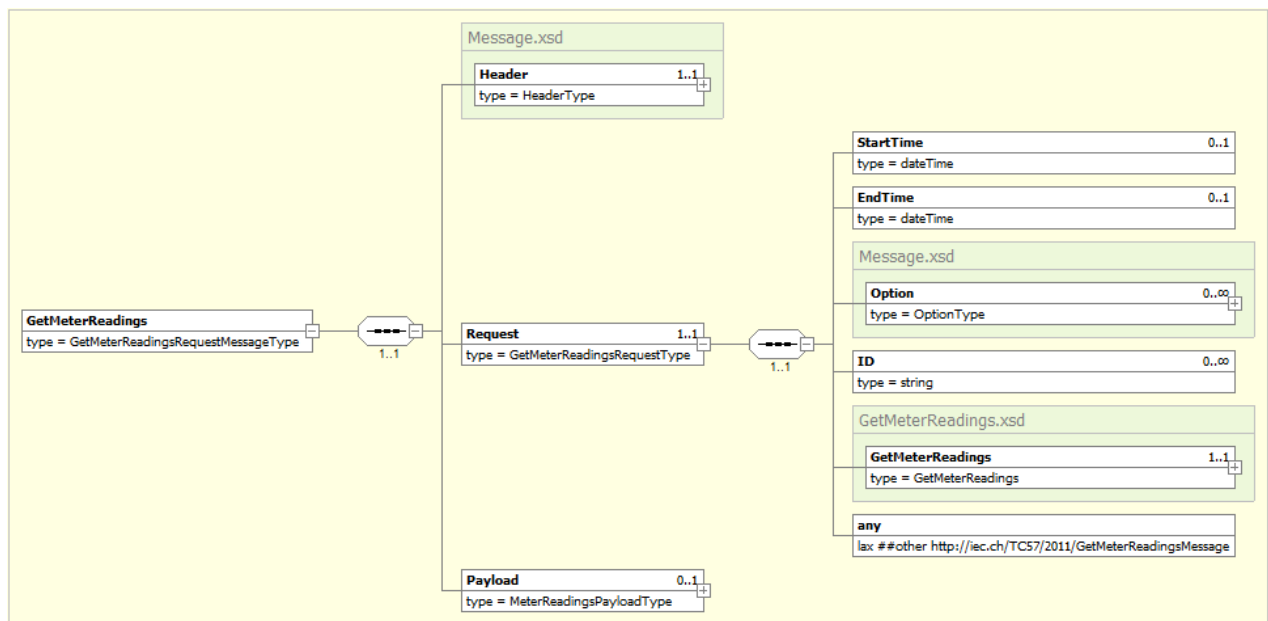 Message.xsd
Header 1..1
type = HeaderType
StartTime 0..1
type = dateTime
EndTime 0..1
type = dateTime
Message.xsd
Option 0..∞
type = OptionType
GetMeterReadings
type = GetMeterReadingsRequestMessageType
1..1
Request 1..1
type = GetMeterReadingsRequestType
1..1
ID 0..∞
type = string
GetMeterReadings.xsd
GetMeterReadings 1..1
type = GetMeterReadings
any
lax ##other http://iec.ch/TC57/2011/GetMeterReadingsMessage
Payload 0..1
type = MeterReadingsPayloadType